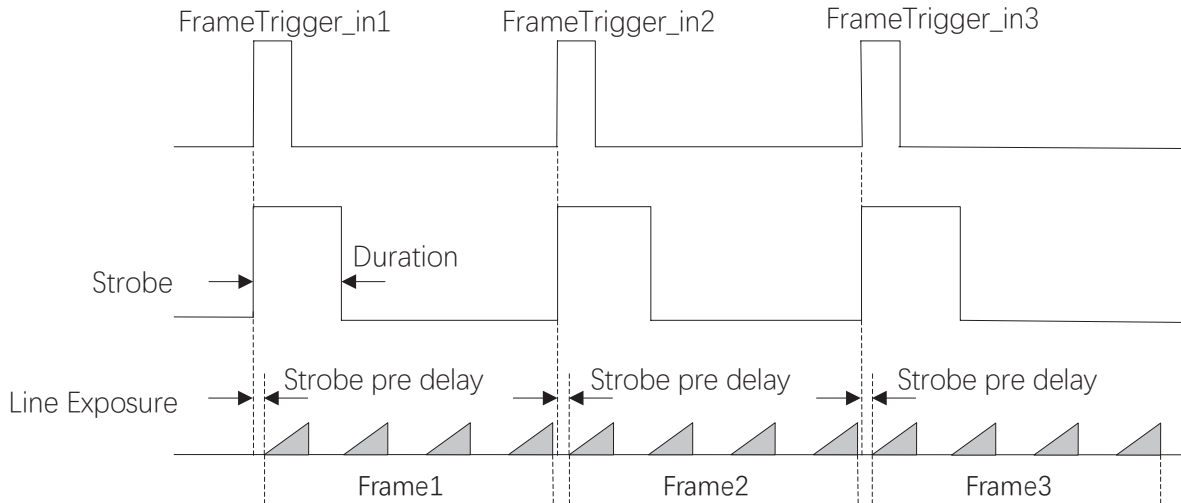 FrameTrigger_in1
FrameTrigger_in2
FrameTrigger_in3
Duration
Strobe
Strobe pre delay
Strobe pre delay
Strobe pre delay
Line Exposure
Frame1
Frame2
Frame3